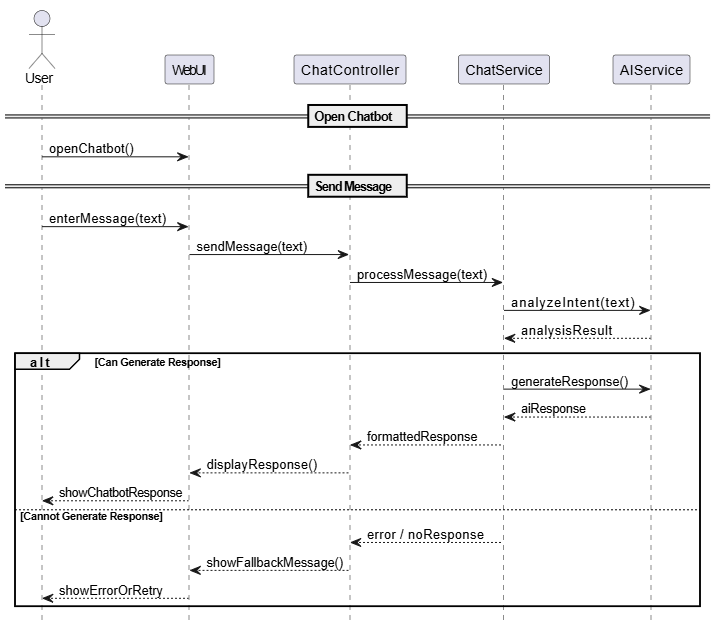 User
WebUI
ChatController
ChatService
AIService
Open Chatbot
openChatbot()
Send Message
enterMessage(text)
sendMessage(text)
processMessage(text)
analyzeIntent(text)
analysisResult
alt
[Can Generate Response]
generateResponse()
aiResponse
formattedResponse
displayResponse()
showChatbotResponse
[Cannot Generate Response]
error / noResponse
showFallbackMessage()
showErrorOrRetry